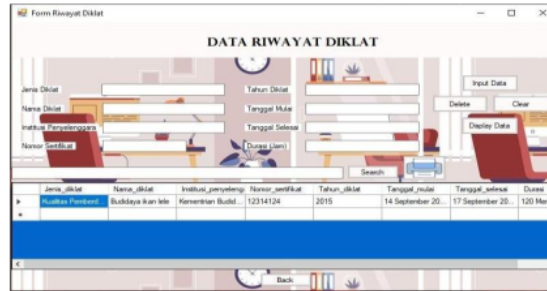 Form Riwayat Diklat
DATA RIWAYAT DIKLAT
Jenis Diklat Tahun Diklat Input Data
Nama Diklat Tanggal Mulai Delete Clear
Institusi Penyelenggara Tanggal Selesai Display Data
Nomor Sertifikat Durasi (Jam)
Search
Jenis_diklat Nama_diklat Institusi_penyelengg Nomor_sertifikat Tahun_diklat Tanggal_mulai Tanggal_selesai Durasi
Kualitas Pemberd... Budidaya ikan lele Kementrian Budid... 12314124 2015 14 September 20... 17 September 20... 120 Men
Back